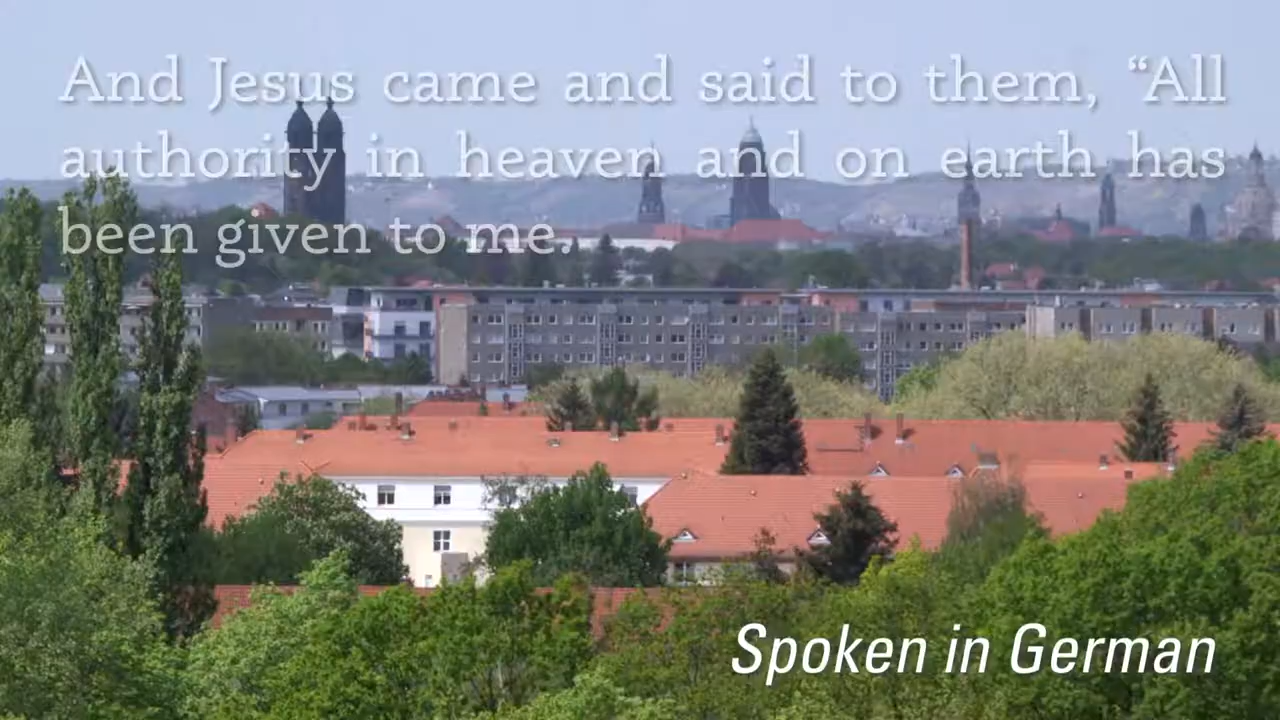 And Jesus came and said to them, “All
authority in heaven and on earth has
been given to me.
Spoken in German